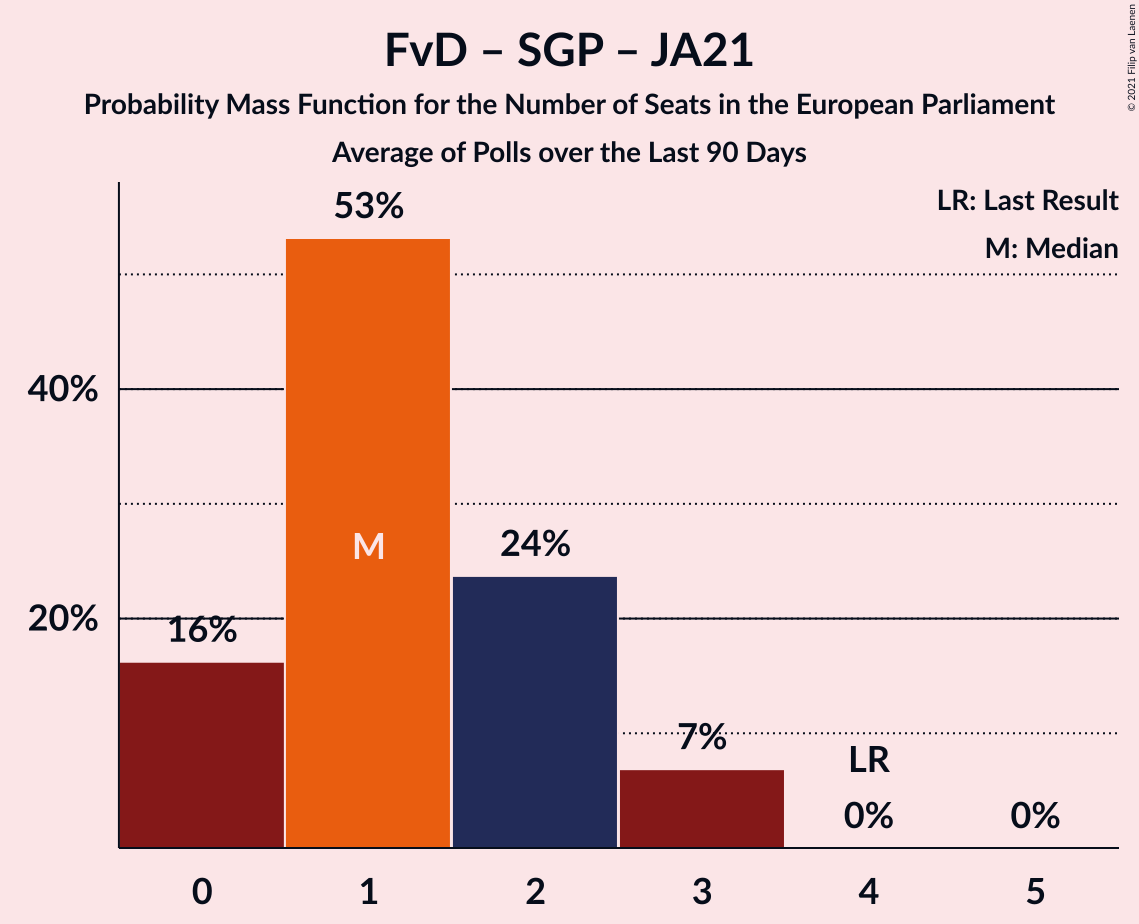 FvD – SGP – JA21
Probability Mass Function for the Number of Seats in the European Parliament
Average of Polls over the Last 90 Days
© 2021 Filip van Laenen
LR: Last Result
M: Median
53%
40%
M
24%
20%
16%
7%
LR
0%
0%
0
1
2
3
4
5